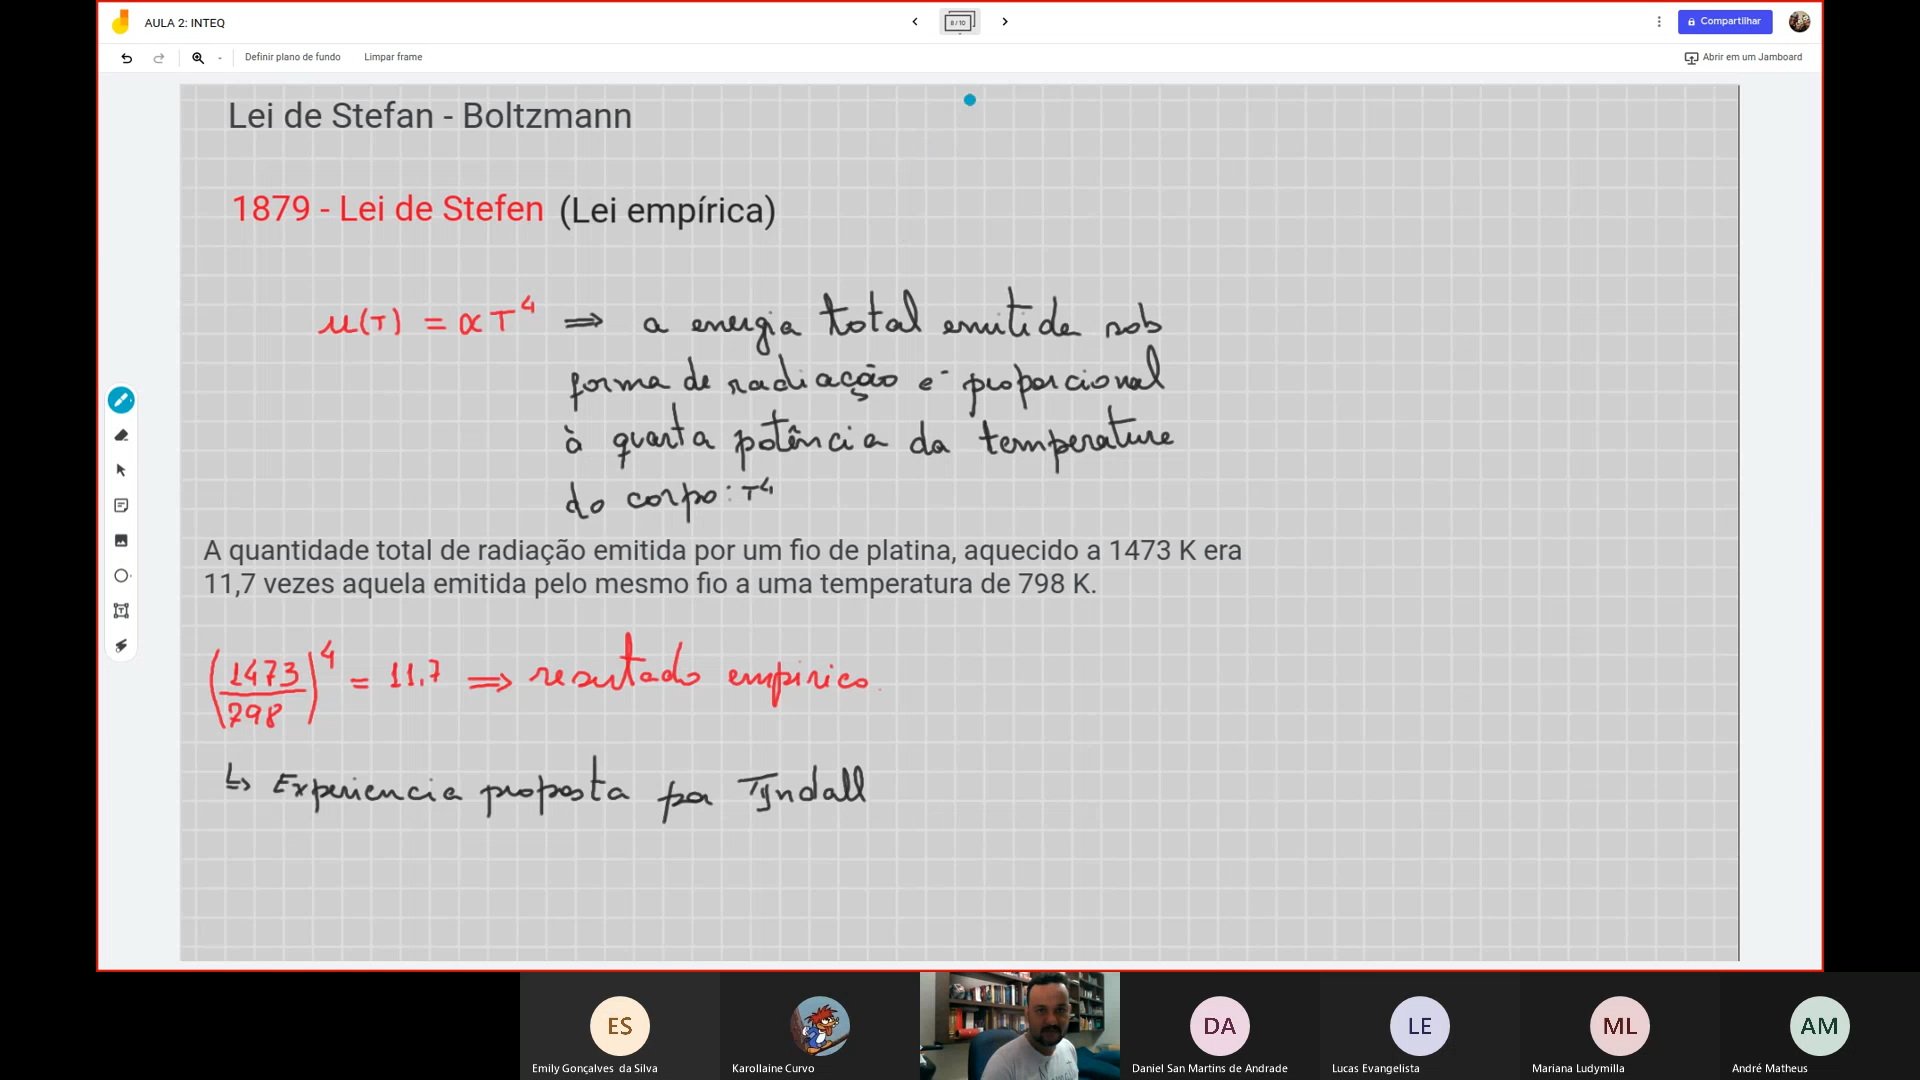 AULA 2: INTEQ
8 / 10
Compartilhar
Definir plano de fundo
Limpar frame
Abrir em um Jamboard
Lei de Stefan - Boltzmann
1879 - Lei de Stefen (Lei empírica)
u(T) = αT⁴ ⇒ a energia total emitida sob
forma de radiação é proporcional
à quarta potência da temperatura
do corpo: T⁴
A quantidade total de radiação emitida por um fio de platina, aquecido a 1473 K era
11,7 vezes aquela emitida pelo mesmo fio a uma temperatura de 798 K.
(1473/798)⁴ = 11.7 ⇒ resultado empírico.
↳ Experiencia proposta por Tyndall
ES
DA
LE
ML
AM
Emily Gonçalves da Silva
Karollaine Curvo
Daniel San Martins de Andrade
Lucas Evangelista
Mariana Ludymilla
André Matheus